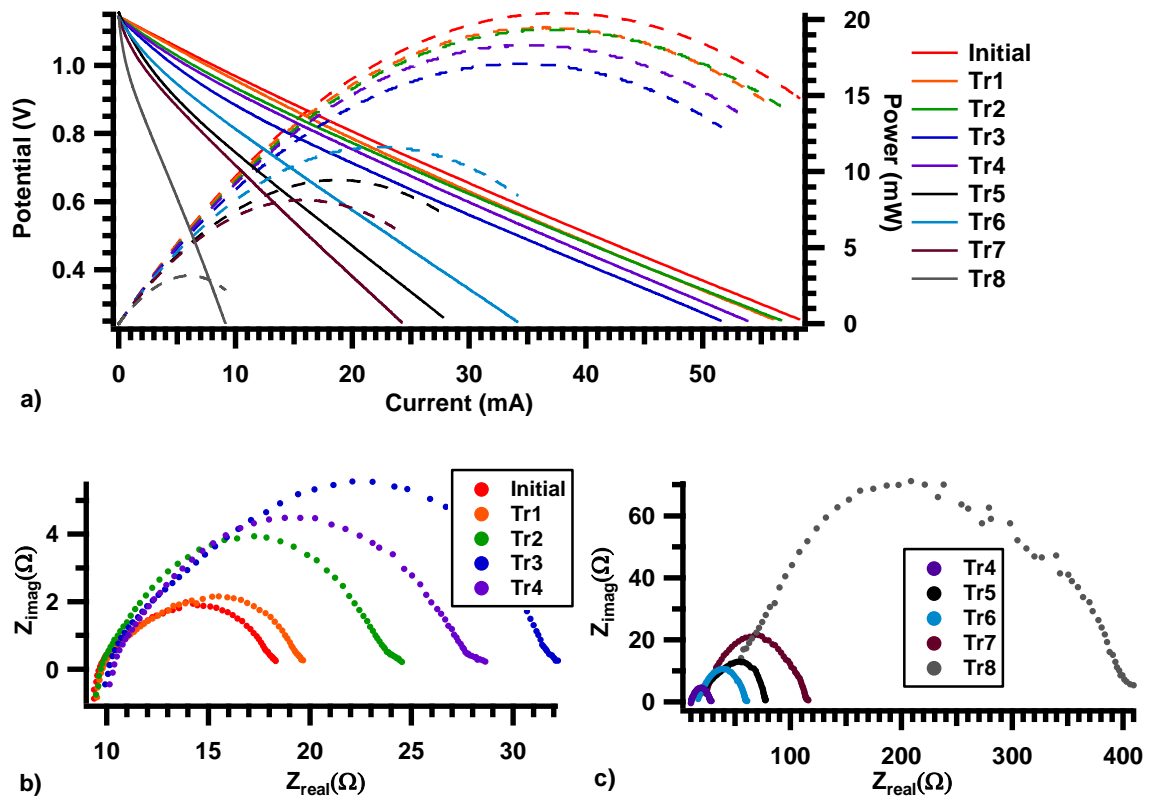 Potential (V)
1.0
0.8
0.6
0.4
0
10
20
30
40
50
Current (mA)
20
15
10
5
0
Power (mW)
Initial
Tr1
Tr2
Tr3
Tr4
Tr5
Tr6
Tr7
Tr8
a)
Zimag(Ω)
4
2
0
10
15
20
25
30
Zreal(Ω)
Initial
Tr1
Tr2
Tr3
Tr4
b)
Zimag(Ω)
60
40
20
0
100
200
300
400
Zreal(Ω)
Tr4
Tr5
Tr6
Tr7
Tr8
c)